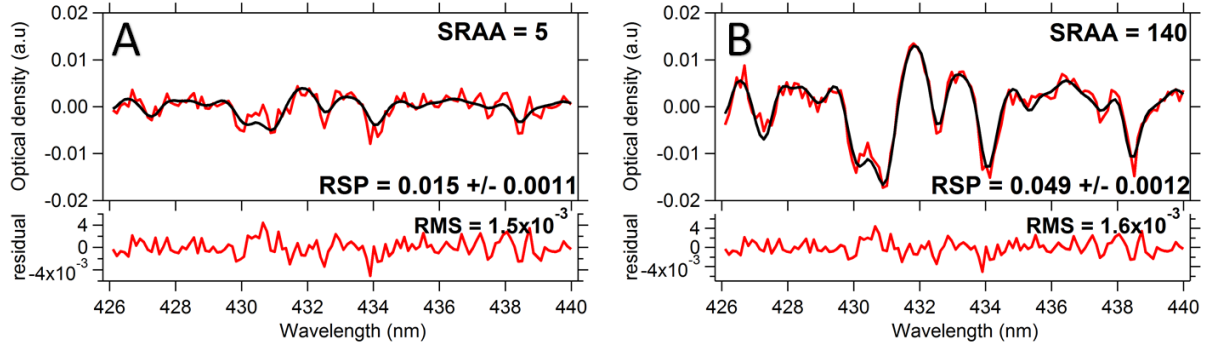 A
SRAA = 5
Optical density (a.u)
0.02
0.01
0.00
-0.01
-0.02
RSP = 0.015 +/- 0.0011
residual
4
0
-4x10-3
RMS = 1.5x10-3
426 428 430 432 434 436 438 440
Wavelength (nm)
B
SRAA = 140
Optical density (a.u)
0.02
0.01
0.00
-0.01
-0.02
RSP = 0.049 +/- 0.0012
residual
4
0
-4x10-3
RMS = 1.6x10-3
426 428 430 432 434 436 438 440
Wavelength (nm)